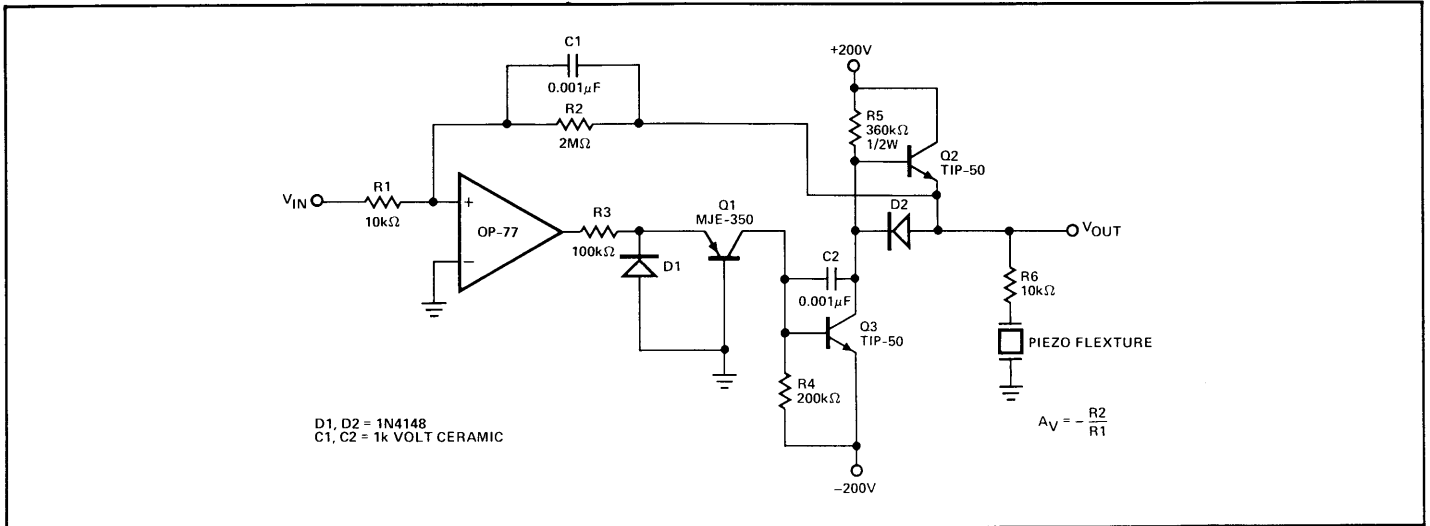 C1
0.001µF
R2
2MΩ
+200V
R5
360kΩ
1/2W
Q2
TIP-50
VIN
R1
10kΩ
+
OP-77
−
R3
100kΩ
D1
Q1
MJE-350
C2
0.001µF
D2
VOUT
R6
10kΩ
Q3
TIP-50
PIEZO FLEXTURE
R4
200kΩ
D1, D2 = 1N4148
C1, C2 = 1k VOLT CERAMIC
AV = − R2
R1
−200V